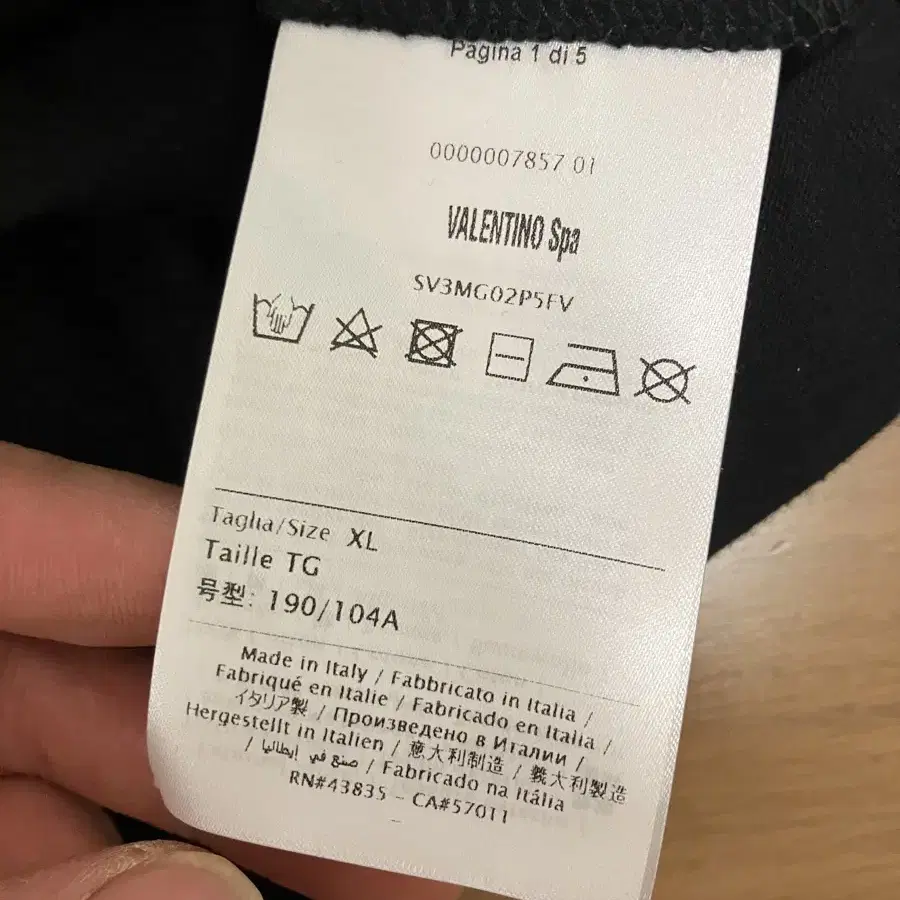 Pagina 1 di 5
0000007857 01
VALENTINO Spa
SV3MG02P5FV
Taglia/Size XL
Taille TG
号型: 190/104A
Made in Italy / Fabbricato in Italia /
Fabriqué en Italie / Fabricado en Italia /
イタリア製 / Произведено в Италии /
Hergestellt in Italien / 意大利制造 / 義大利製造
/ صنع في إيطاليا / Fabricado na Itália
RN#43835 - CA#57011